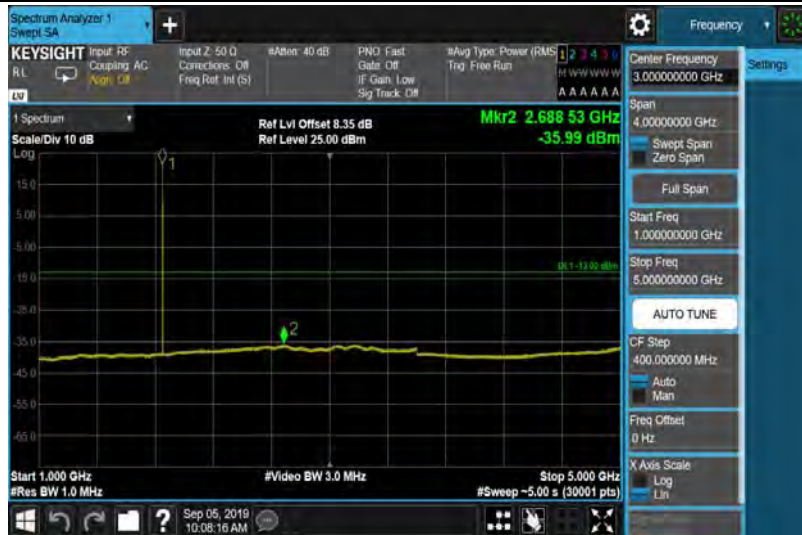 Spectrum Analyzer 1
Swept SA
+
Frequency
KEYSIGHT
Input: RF
Input Z: 50 Ω
#Atten: 40 dB
PNO: Fast
#Avg Type: Power (RMS
1 2 3 4 5 6
RL
Coupling: AC
Corrections: Off
Gate: Off
Trig: Free Run
M W W W W W
Align: Off
Freq Ref: Int (S)
IF Gain: Low
Sig Track: Off
A A A A A A
LXI
Settings
1 Spectrum
Ref Lvl Offset 8.35 dB
Mkr2 2.688 53 GHz
Scale/Div 10 dB
Ref Level 25.00 dBm
-35.99 dBm
Log
1
15.0
5.00
-5.00
DL1 -13.00 dBm
-15.0
-25.0
2
-35.0
-45.0
-55.0
-65.0
Start 1.000 GHz
#Video BW 3.0 MHz
Stop 5.000 GHz
#Res BW 1.0 MHz
#Sweep ~5.00 s (30001 pts)
Center Frequency
3.000000000 GHz
Span
4.00000000 GHz
Swept Span
Zero Span
Full Span
Start Freq
1.000000000 GHz
Stop Freq
5.000000000 GHz
AUTO TUNE
CF Step
400.000000 MHz
Auto
Man
Freq Offset
0 Hz
X Axis Scale
Log
Lin
?
Sep 05, 2019
10:08:16 AM